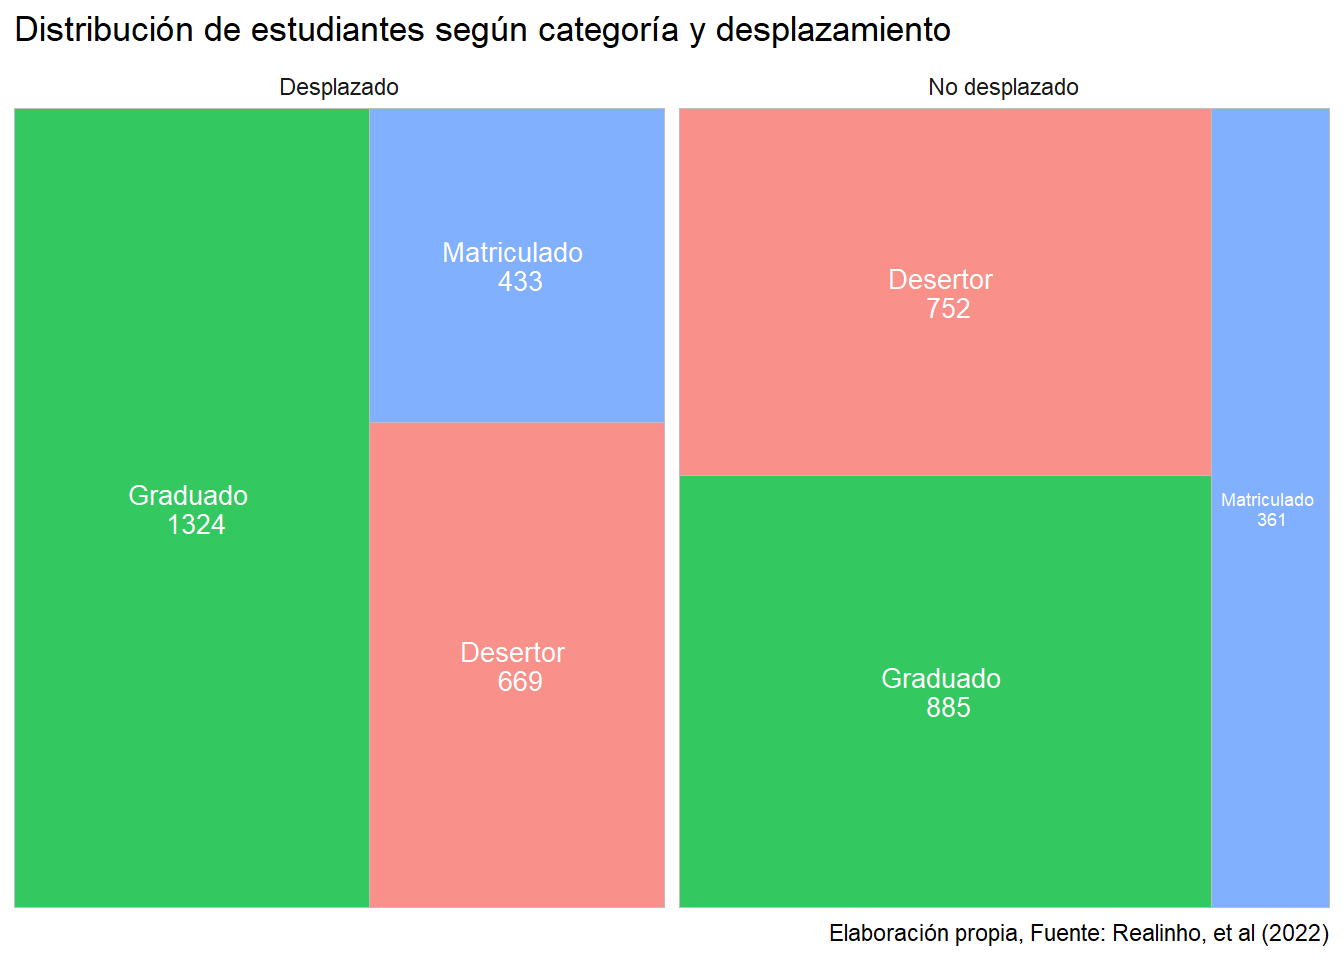 Distribución de estudiantes según categoría y desplazamiento
Desplazado
No desplazado
Graduado
1324
Matriculado
433
Desertor
669
Desertor
752
Graduado
885
Matriculado
361
Elaboración propia, Fuente: Realinho, et al (2022)